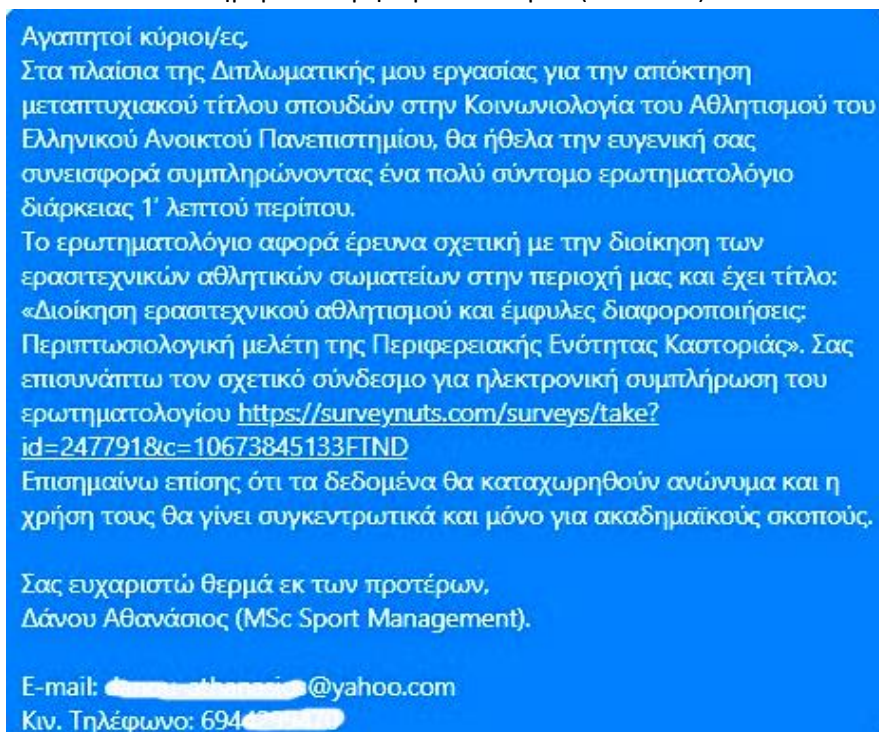 Αγαπητοί κύριοι/ες,
Στα πλαίσια της Διπλωματικής μου εργασίας για την απόκτηση
μεταπτυχιακού τίτλου σπουδών στην Κοινωνιολογία του Αθλητισμού του
Ελληνικού Ανοικτού Πανεπιστημίου, θα ήθελα την ευγενική σας
συνεισφορά συμπληρώνοντας ένα πολύ σύντομο ερωτηματολόγιο
διάρκειας 1' λεπτού περίπου.
Το ερωτηματολόγιο αφορά έρευνα σχετική με την διοίκηση των
ερασιτεχνικών αθλητικών σωματείων στην περιοχή μας και έχει τίτλο:
«Διοίκηση ερασιτεχνικού αθλητισμού και έμφυλες διαφοροποιήσεις:
Περιπτωσιολογική μελέτη της Περιφερειακής Ενότητας Καστοριάς». Σας
επισυνάπτω τον σχετικό σύνδεσμο για ηλεκτρονική συμπλήρωση του
ερωτηματολογίου https://surveynuts.com/surveys/take?
id=247791&c=10673845133FTND
Επισημαίνω επίσης ότι τα δεδομένα θα καταχωρηθούν ανώνυμα και η
χρήση τους θα γίνει συγκεντρωτικά και μόνο για ακαδημαϊκούς σκοπούς.
Σας ευχαριστώ θερμά εκ των προτέρων,
Δάνου Αθανάσιος (MSc Sport Management).
E-mail: @yahoo.com
Κιν. Τηλέφωνο: 694